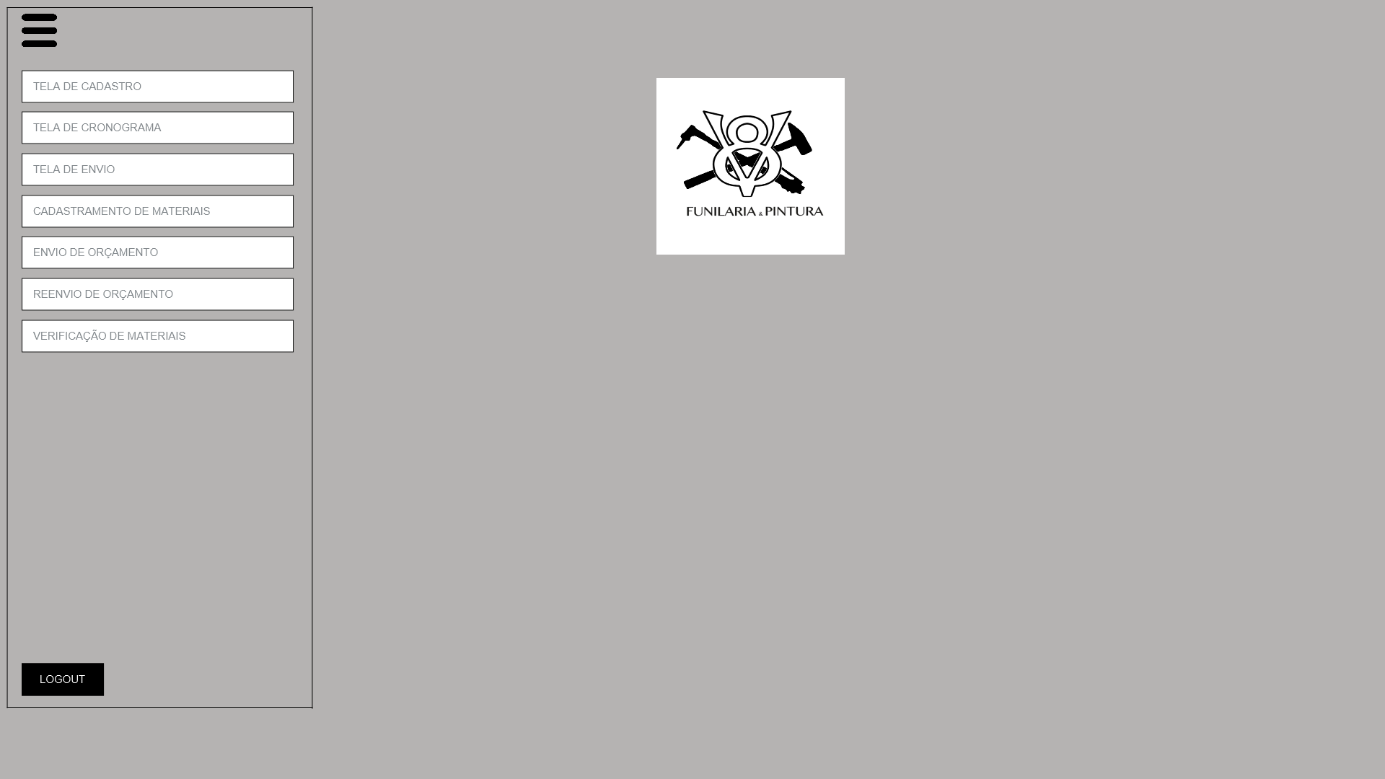 TELA DE CADASTRO
TELA DE CRONOGRAMA
TELA DE ENVIO
CADASTRAMENTO DE MATERIAIS
ENVIO DE ORÇAMENTO
REENVIO DE ORÇAMENTO
VERIFICAÇÃO DE MATERIAIS
LOGOUT
FUNILARIA & PINTURA